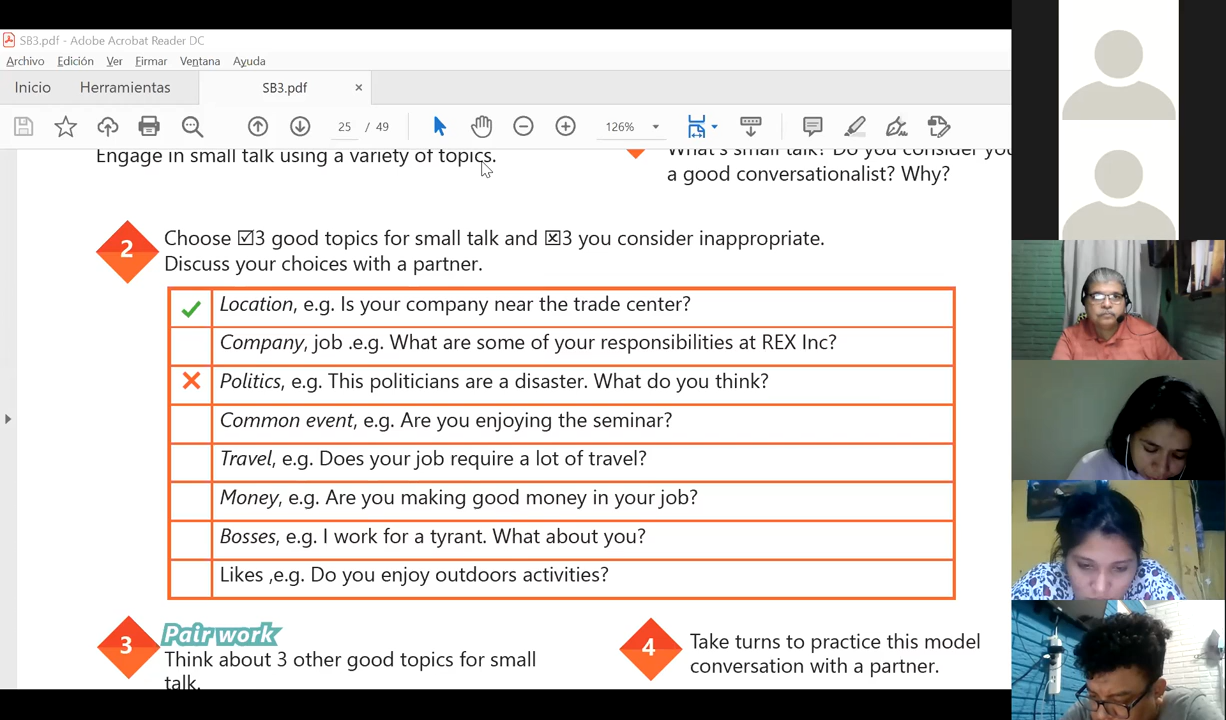 SB3.pdf - Adobe Acrobat Reader DC
Archivo Edición Ver Firmar Ventana Ayuda
Inicio Herramientas SB3.pdf ×
25 / 49 126%
Engage in small talk using a variety of topics.
What's small talk? Do you consider you
a good conversationalist? Why?
2 Choose ☑3 good topics for small talk and ☒3 you consider inappropriate.
Discuss your choices with a partner.
Location, e.g. Is your company near the trade center?
Company, job .e.g. What are some of your responsibilities at REX Inc?
Politics, e.g. This politicians are a disaster. What do you think?
Common event, e.g. Are you enjoying the seminar?
Travel, e.g. Does your job require a lot of travel?
Money, e.g. Are you making good money in your job?
Bosses, e.g. I work for a tyrant. What about you?
Likes ,e.g. Do you enjoy outdoors activities?
3 Pair work
Think about 3 other good topics for small
talk.
4 Take turns to practice this model
conversation with a partner.